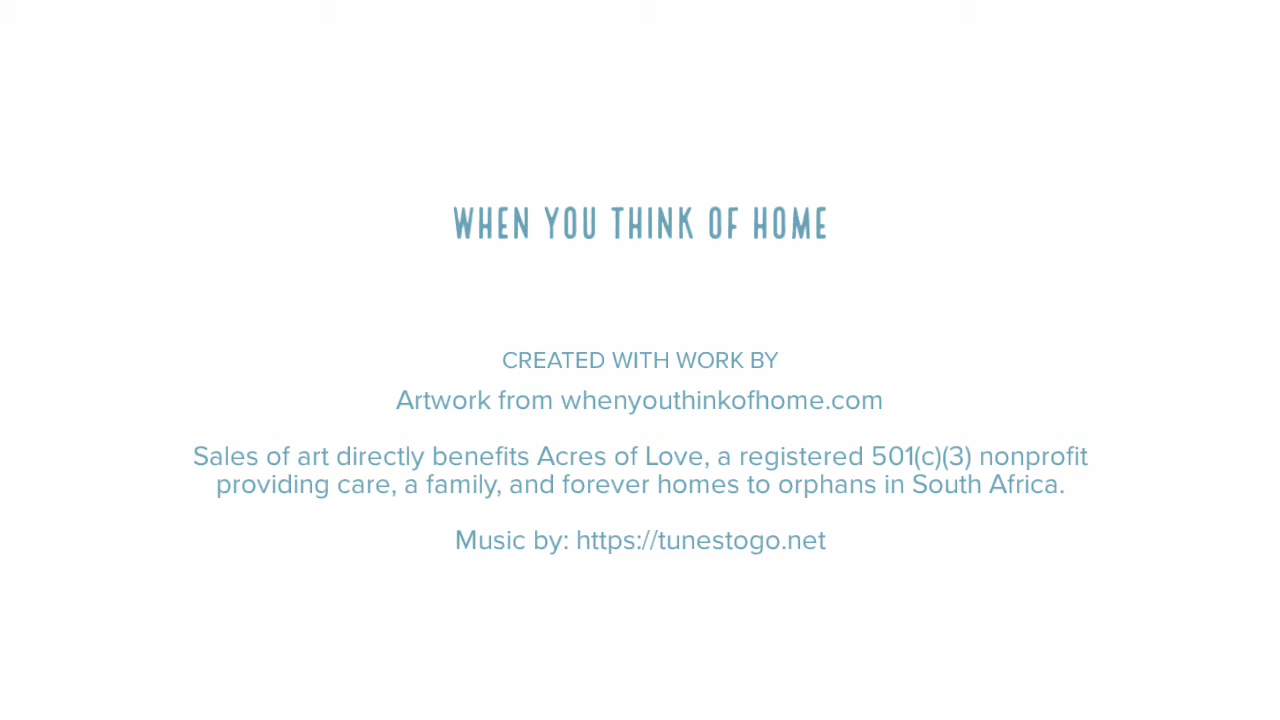 WHEN YOU THINK OF HOME
CREATED WITH WORK BY
Artwork from whenyouthinkofhome.com
Sales of art directly benefits Acres of Love, a registered 501(c)(3) nonprofit
providing care, a family, and forever homes to orphans in South Africa.
Music by: https://tunestogo.net